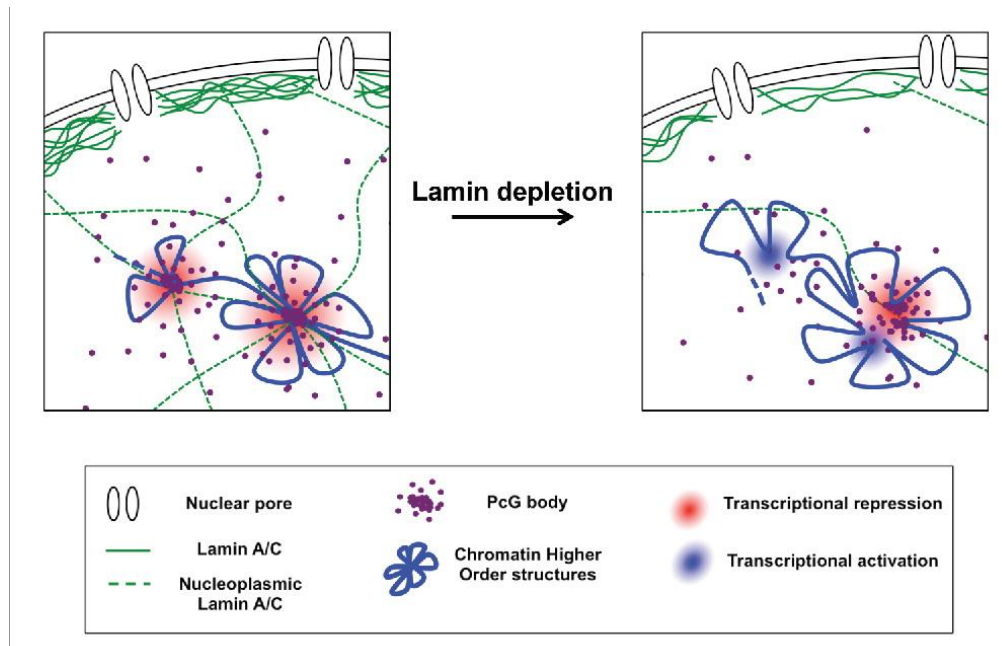 Lamin depletion
Nuclear pore
PcG body
Transcriptional repression
Lamin A/C
Chromatin Higher
Order structures
Transcriptional activation
Nucleoplasmic
Lamin A/C